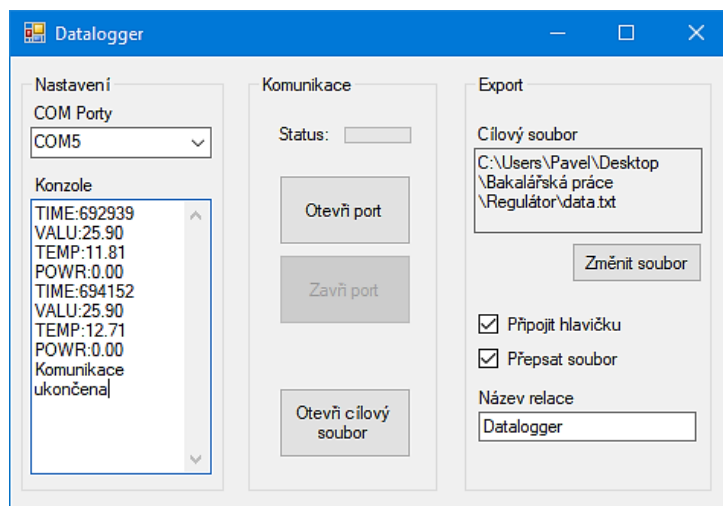 Datalogger
Nastavení
COM Porty
COM5
Konzole
TIME:692939
VALU:25.90
TEMP:11.81
POWR:0.00
TIME:694152
VALU:25.90
TEMP:12.71
POWR:0.00
Komunikace
ukončena
Komunikace
Status:
Otevři port
Zavři port
Otevři cílový
soubor
Export
Cílový soubor
C:\Users\Pavel\Desktop
\Bakalářská práce
\Regulátor\data.txt
Změnit soubor
Připojit hlavičku
Přepsat soubor
Název relace
Datalogger